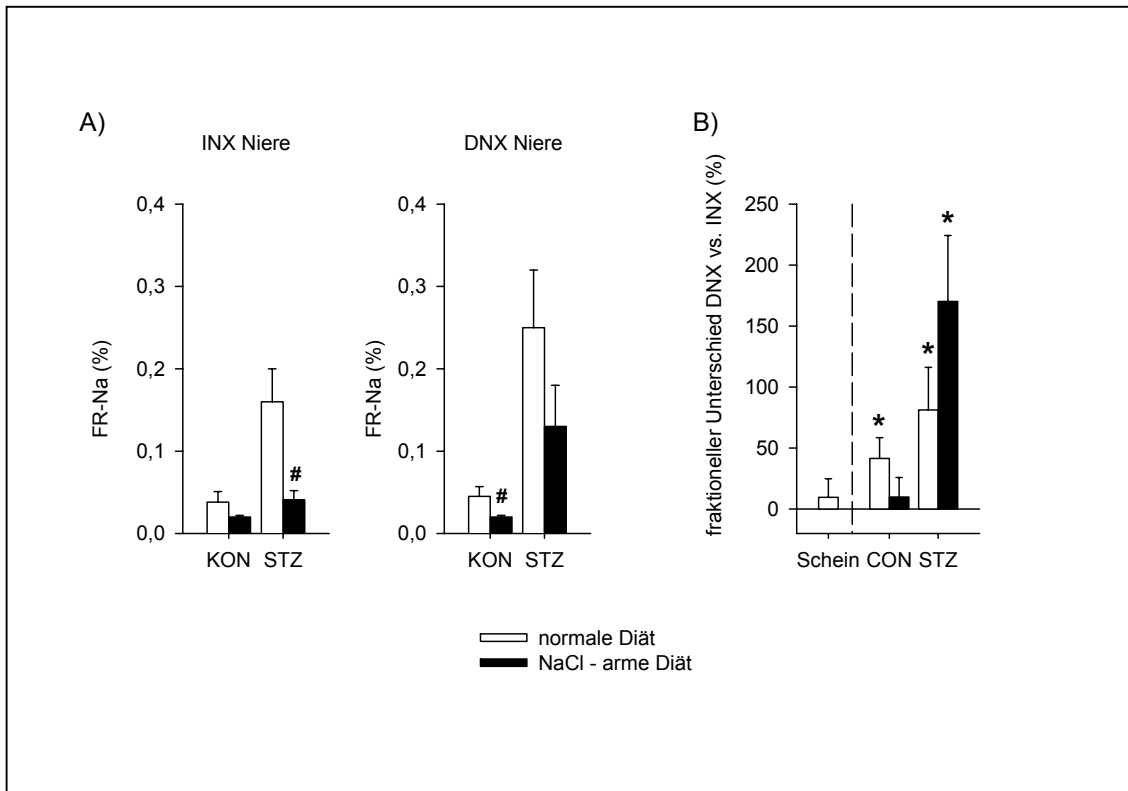 A)
INX Niere
FR-Na (%)
0,4
0,3
0,2
0,1
0,0
#
KON STZ
DNX Niere
FR-Na (%)
0,4
0,3
0,2
0,1
0,0
#
KON STZ
B)
fraktioneller Unterschied DNX vs. INX (%)
250
200
150
100
50
0
*
*
*
Schein CON STZ
normale Diät
NaCl - arme Diät